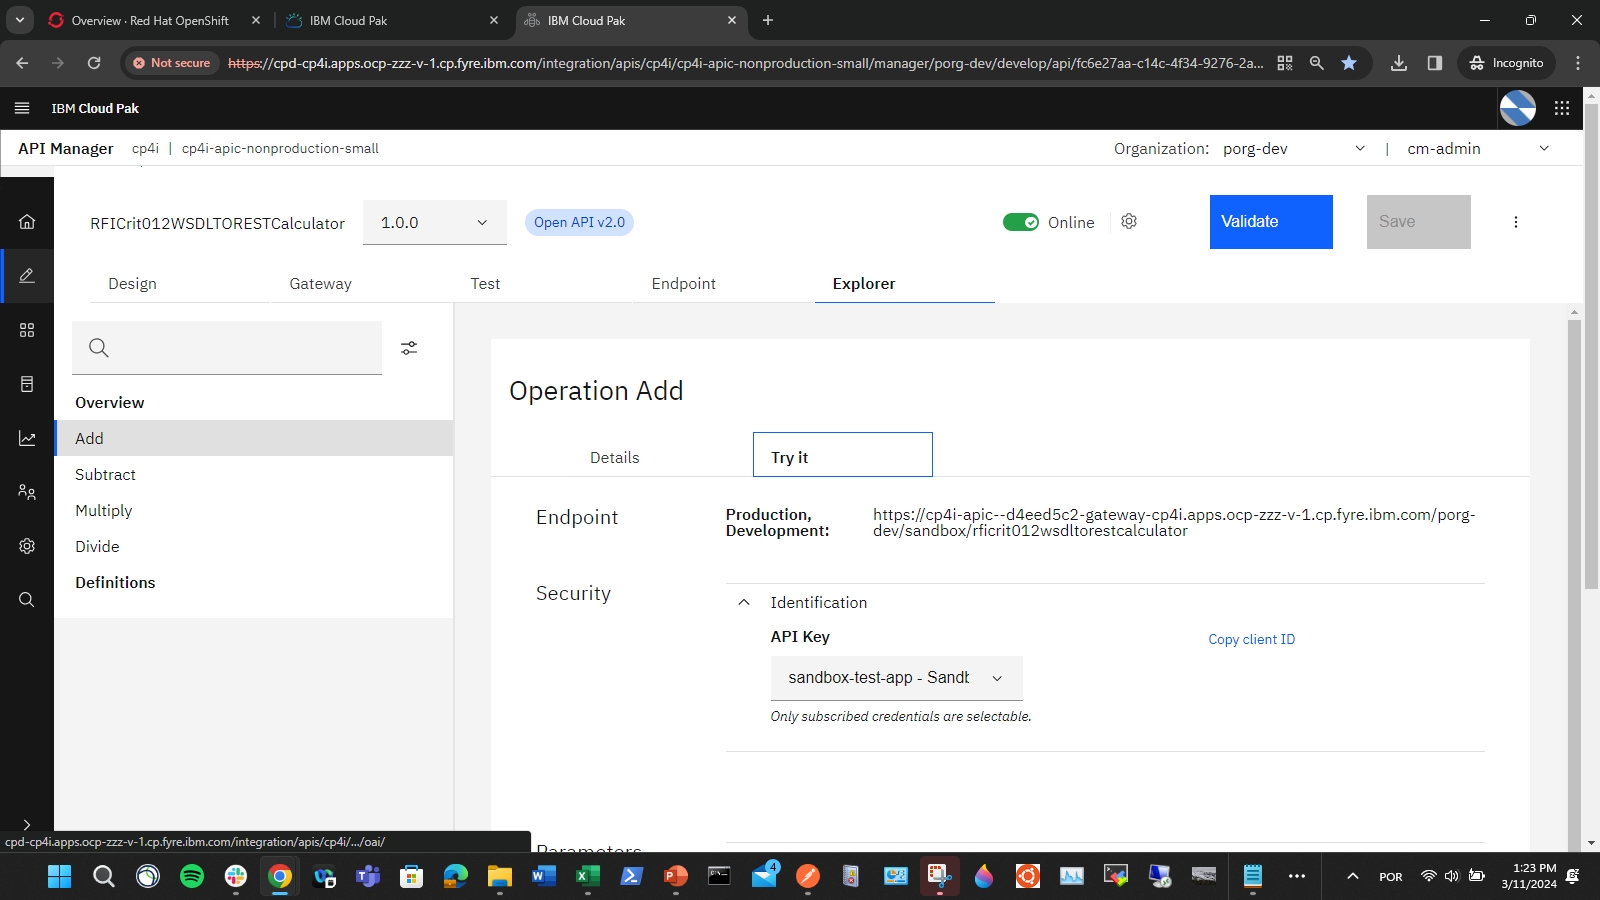 Overview · Red Hat OpenShift
IBM Cloud Pak
IBM Cloud Pak
Not secure
https://cpd-cp4i.apps.ocp-zzz-v-1.cp.fyre.ibm.com/integration/apis/cp4i/cp4i-apic-nonproduction-small/manager/porg-dev/develop/api/fc6e27aa-c14c-4f34-9276-2a...
Incognito
IBM Cloud Pak
API Manager cp4i | cp4i-apic-nonproduction-small
Organization: porg-dev | cm-admin
RFICrit012WSDLTORESTCalculator
1.0.0
Open API v2.0
Online
Validate
Save
Design
Gateway
Test
Endpoint
Explorer
Overview
Add
Subtract
Multiply
Divide
Definitions
Operation Add
Details
Try it
Endpoint
Production,
Development:
https://cp4i-apic--d4eed5c2-gateway-cp4i.apps.ocp-zzz-v-1.cp.fyre.ibm.com/porg-
dev/sandbox/rficrit012wsdltorestcalculator
Security
Identification
API Key
Copy client ID
sandbox-test-app - Sandb
Only subscribed credentials are selectable.
Parameters
cpd-cp4i.apps.ocp-zzz-v-1.cp.fyre.ibm.com/integration/apis/cp4i/.../oai/
4
POR
1:23 PM
3/11/2024